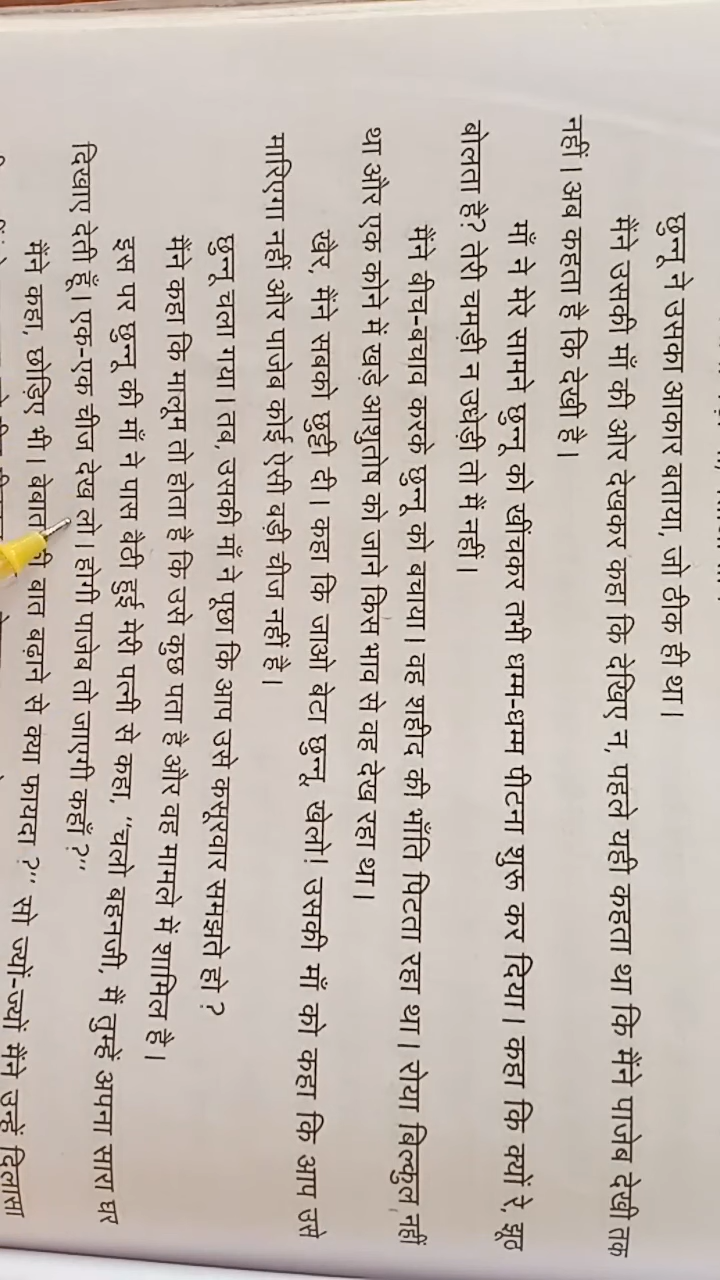 छुन्नू ने उसका आकार बताया, जो ठीक ही था।
मैंने उसकी माँ की ओर देखकर कहा कि देखिए न, पहले यही कहता था कि मैंने पाजेब देखी तक
नहीं। अब कहता है कि देखी है।
माँ ने मेरे सामने छुन्नू को खींचकर तभी धम्म-धम्म पीटना शुरू कर दिया। कहा कि क्यों रे, झूठ
बोलता है? तेरी चमड़ी न उधेड़ी तो मैं नहीं।
मैंने बीच-बचाव करके छुन्नू को बचाया। वह शहीद की भाँति पिटता रहा था। रोया बिल्कुल नहीं
था और एक कोने में खड़े आशुतोष को जाने किस भाव से वह देख रहा था।
खैर, मैंने सबको छुट्टी दी। कहा कि जाओ बेटा छुन्नू, खेलो! उसकी माँ को कहा कि आप उसे
मारिएगा नहीं और पाजेब कोई ऐसी बड़ी चीज नहीं है।
छुन्नू चला गया। तब, उसकी माँ ने पूछा कि आप उसे कसूरवार समझते हो?
मैंने कहा कि मालूम तो होता है कि उसे कुछ पता है और वह मामले में शामिल है।
इस पर छुन्नू की माँ ने पास बैठी हुई मेरी पत्नी से कहा, "चलो बहनजी, मैं तुम्हें अपना सारा घर
दिखाए देती हूँ। एक-एक चीज देख लो। होगी पाजेब तो जाएगी कहाँ?"
मैंने कहा, छोड़िए भी। बेबात की बात बढ़ाने से क्या फायदा?" सो ज्यों-ज्यों मैंने उन्हें दिलासा